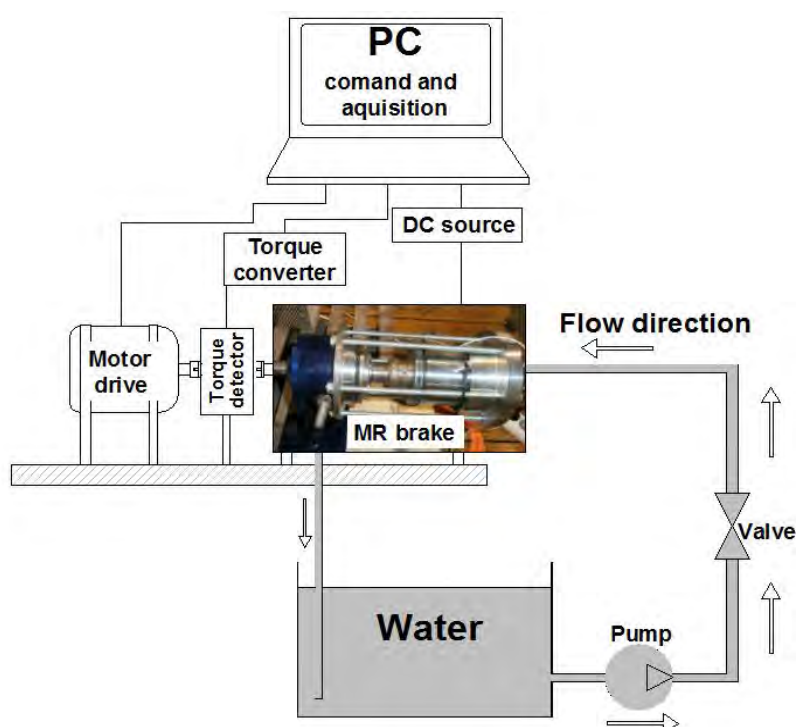 PC
comand and
aquisition
DC source
Torque
converter
Flow direction
Motor
drive
Torque
detector
MR brake
Valve
Water
Pump